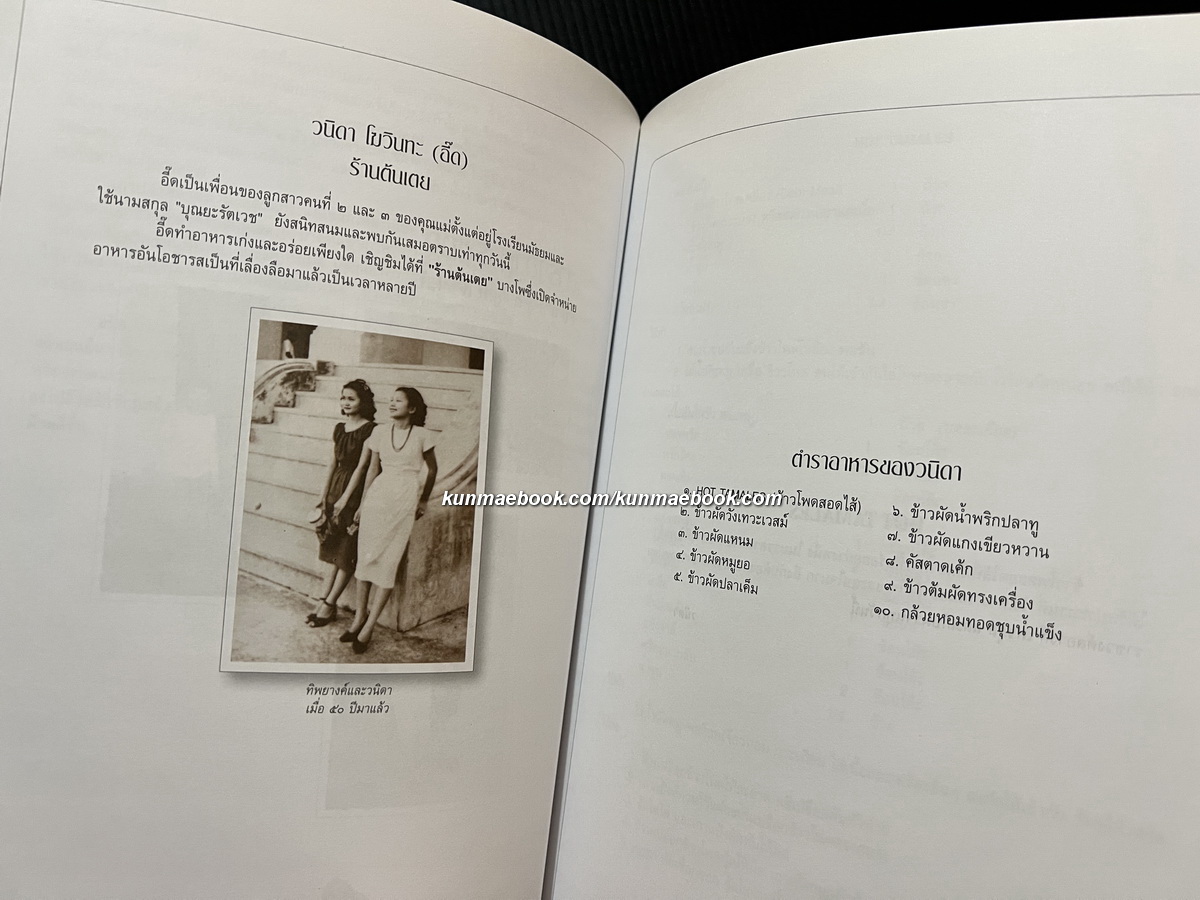 วนิดา โฆวินทะ (อี๊ด)
ร้านต้นเตย
อี๊ดเป็นเพื่อนของลูกสาวคนที่ ๒ และ ๓ ของคุณแม่ตั้งแต่อยู่โรงเรียนมัธยมและ
ใช้นามสกุล "บุณยะรัตเวช" ยังสนิทสนมและพบกันเสมอตราบเท่าทุกวันนี้
อี๊ดทำอาหารเก่งและอร่อยเพียงใด เชิญชิมได้ที่ "ร้านต้นเตย" บางโพซึ่งเปิดจำหน่าย
อาหารอันโอชารสเป็นที่เลื่องลือมาแล้วเป็นเวลาหลายปี
ทิพยางค์และวนิดา
เมื่อ ๕๐ ปีมาแล้ว
kunmaebook.com/kunmaebook.com
ตำราอาหารของวนิดา
๑. HOT ข้าวโพดสอดไส้)
๒. ข้าวผัดวังเทวะเวสม์
๓. ข้าวผัดแหนม
๔. ข้าวผัดหมูยอ
๕. ข้าวผัดปลาเค็ม
๖. ข้าวผัดน้ำพริกปลาทู
๗. ข้าวผัดแกงเขียวหวาน
๘. คัสตาดเค้ก
๙. ข้าวต้มผัดทรงเครื่อง
๑๐. กล้วยหอมทอดชุบน้ำแข็ง